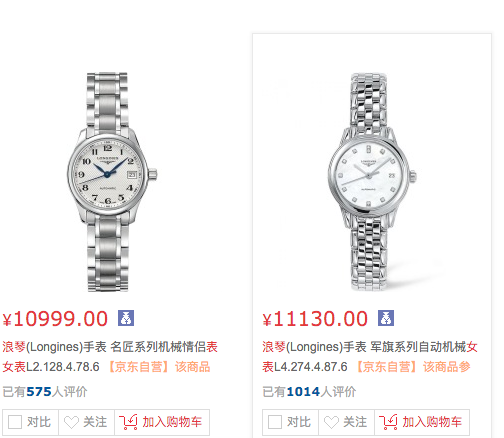 LONGINES
AUTOMATIC
LONGINES
AUTOMATIC
¥10999.00
浪琴(Longines)手表 名匠系列机械情侣表
女表L2.128.4.78.6 【京东自营】该商品
已有575人评价
对比 关注 加入购物车
¥11130.00
浪琴(Longines)手表 军旗系列自动机械女
表L4.274.4.87.6 【京东自营】该商品参
已有1014人评价
对比 关注 加入购物车